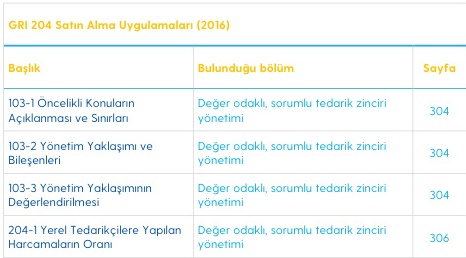 GRI 204 Satın Alma Uygulamaları (2016)
Başlık Bulunduğu bölüm Sayfa
103-1 Öncelikli Konuların
Açıklanması ve Sınırları
Değer odaklı, sorumlu tedarik zinciri
yönetimi
304
103-2 Yönetim Yaklaşımı ve
Bileşenleri
Değer odaklı, sorumlu tedarik zinciri
yönetimi
304
103-3 Yönetim Yaklaşımının
Değerlendirilmesi
Değer odaklı, sorumlu tedarik zinciri
yönetimi
304
204-1 Yerel Tedarikçilere Yapılan
Harcamaların Oranı
Değer odaklı, sorumlu tedarik zinciri
yönetimi
306